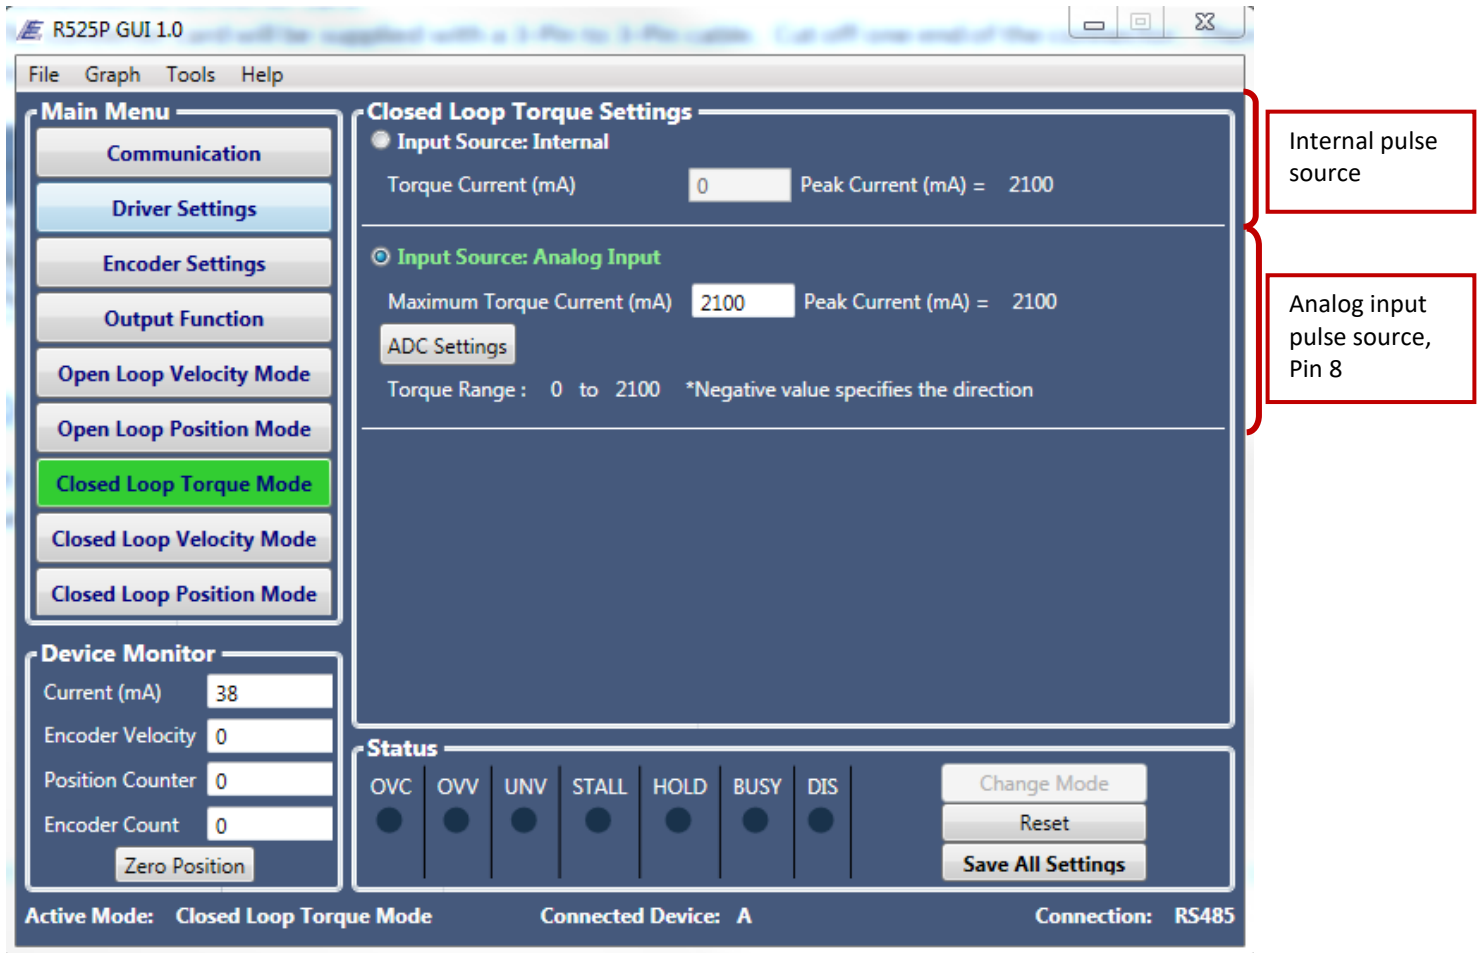 R525P GUI 1.0
File Graph Tools Help
Main Menu
Communication
Driver Settings
Encoder Settings
Output Function
Open Loop Velocity Mode
Open Loop Position Mode
Closed Loop Torque Mode
Closed Loop Velocity Mode
Closed Loop Position Mode
Device Monitor
Current (mA) 38
Encoder Velocity 0
Position Counter 0
Encoder Count 0
Zero Position
Closed Loop Torque Settings
Input Source: Internal
Torque Current (mA) 0 Peak Current (mA) = 2100
Input Source: Analog Input
Maximum Torque Current (mA) 2100 Peak Current (mA) = 2100
ADC Settings
Torque Range : 0 to 2100 *Negative value specifies the direction
Status
OVC OVV UNV STALL HOLD BUSY DIS
Change Mode
Reset
Save All Settings
Active Mode: Closed Loop Torque Mode Connected Device: A Connection: RS485
Internal pulse
source
Analog input
pulse source,
Pin 8